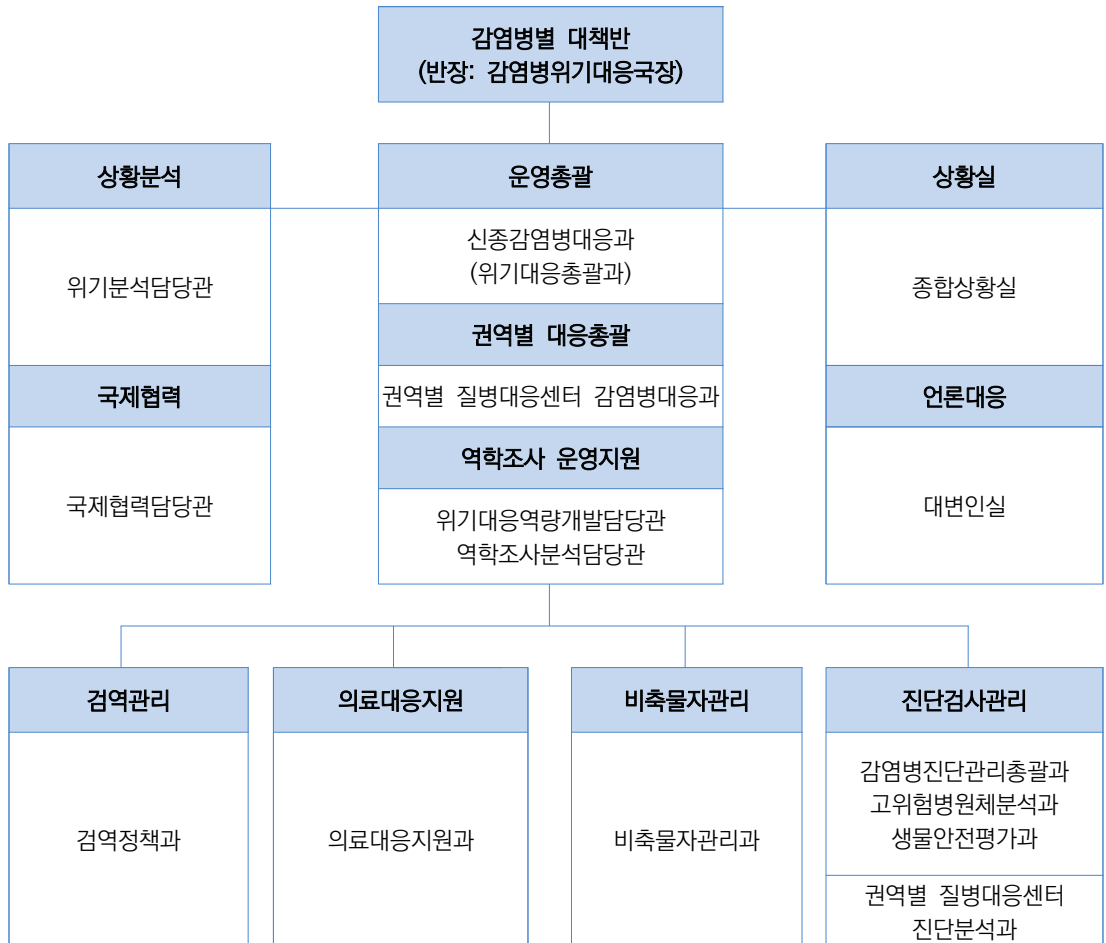 감염병별 대책반
(반장: 감염병위기대응국장)
상황분석
운영총괄
상황실
위기분석담당관
신종감염병대응과
(위기대응총괄과)
종합상황실
권역별 대응총괄
국제협력
권역별 질병대응센터 감염병대응과
언론대응
역학조사 운영지원
국제협력담당관
위기대응역량개발담당관
역학조사분석담당관
대변인실
검역관리
의료대응지원
비축물자관리
진단검사관리
검역정책과
의료대응지원과
비축물자관리과
감염병진단관리총괄과
고위험병원체분석과
생물안전평가과
권역별 질병대응센터
진단분석과